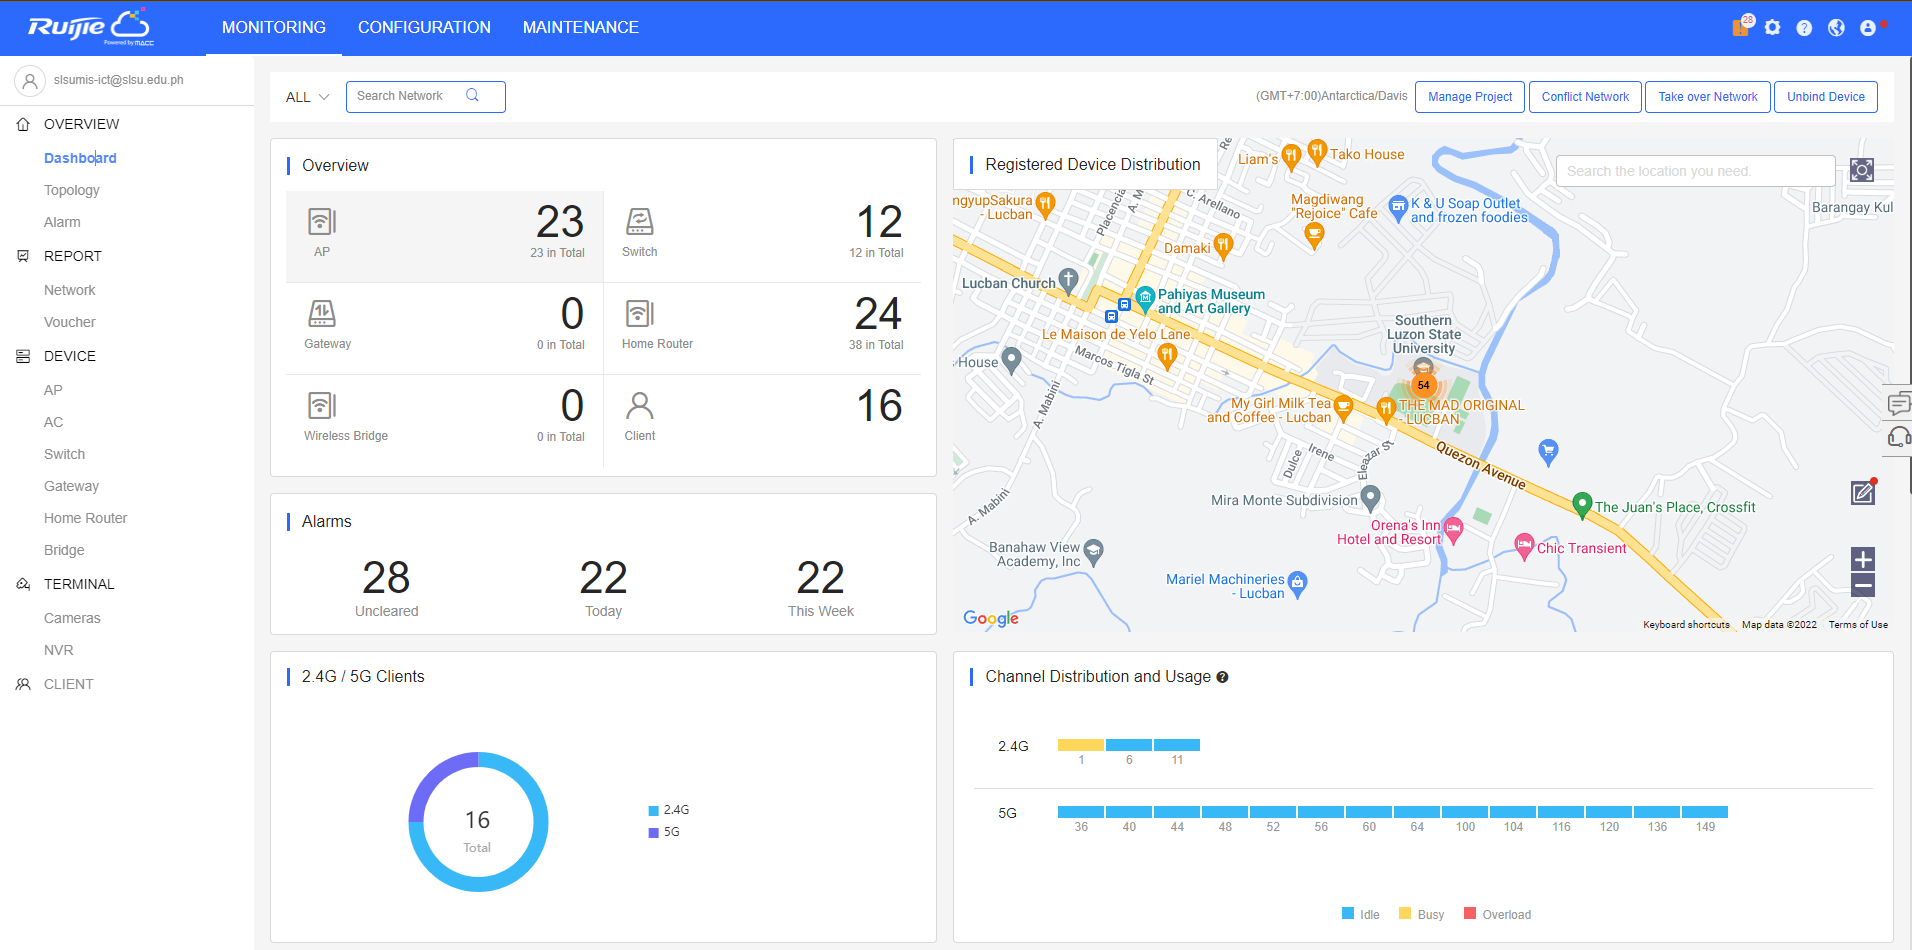 Ruijie
Powered by MACC
MONITORING
CONFIGURATION
MAINTENANCE
28
slsumis-ict@slsu.edu.ph
OVERVIEW
Dashboard
Topology
Alarm
REPORT
Network
Voucher
DEVICE
AP
AC
Switch
Gateway
Home Router
Bridge
TERMINAL
Cameras
NVR
CLIENT
ALL
Search Network
(GMT+7:00)Antarctica/Davis
Manage Project
Conflict Network
Take over Network
Unbind Device
Overview
AP
23
23 in Total
Switch
12
12 in Total
Gateway
0
0 in Total
Home Router
24
38 in Total
Wireless Bridge
0
0 in Total
Client
16
Alarms
28
Uncleared
22
Today
22
This Week
Registered Device Distribution
Search the location you need.
Re
Liam's
Tako House
ngyupSakura
- Lucban
Placencia
A. M
C. Arellano
Magdiwang
"Rejoice" Cafe
K & U Soap Outlet
and frozen foodies
Barangay Kul
Damaki
Lucban Church
Pahiyas Museum
and Art Gallery
Le Maison de Yelo Lane.
Southern
Luzon State
University
House
Marcos Tigla St
A. Mabini
54
My Girl Milk Tea
and Coffee - Lucban
THE MAD ORIGINAL
- LUCBAN
Dulce
Irene
Eleazar St
Quezon Avenue
A. Mabini
Mira Monte Subdivision
The Juan's Place, Crossfit
Orena's Inn
Hotel and Resort
Chic Transient
Banahaw View
Academy, Inc
Mariel Machineries
- Lucban
Google
Keyboard shortcuts
Map data ©2022
Terms of Use
2.4G / 5G Clients
16
Total
2.4G
5G
Channel Distribution and Usage
2.4G
1 6 11
5G
36 40 44 48 52 56 60 64 100 104 116 120 136 149
Idle
Busy
Overload